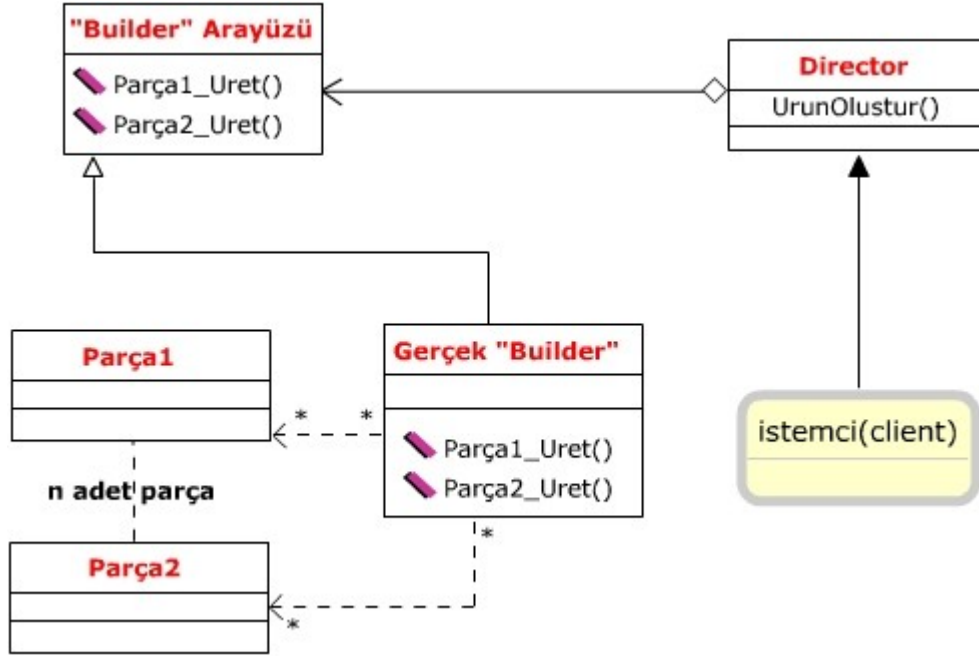 "Builder" Arayüzü
Parça1_Uret()
Parça2_Uret()
Director
UrunOlustur()
Parça1
Gerçek "Builder"
* *
Parça1_Uret()
Parça2_Uret()
istemci(client)
n adet parça
*
Parça2
*